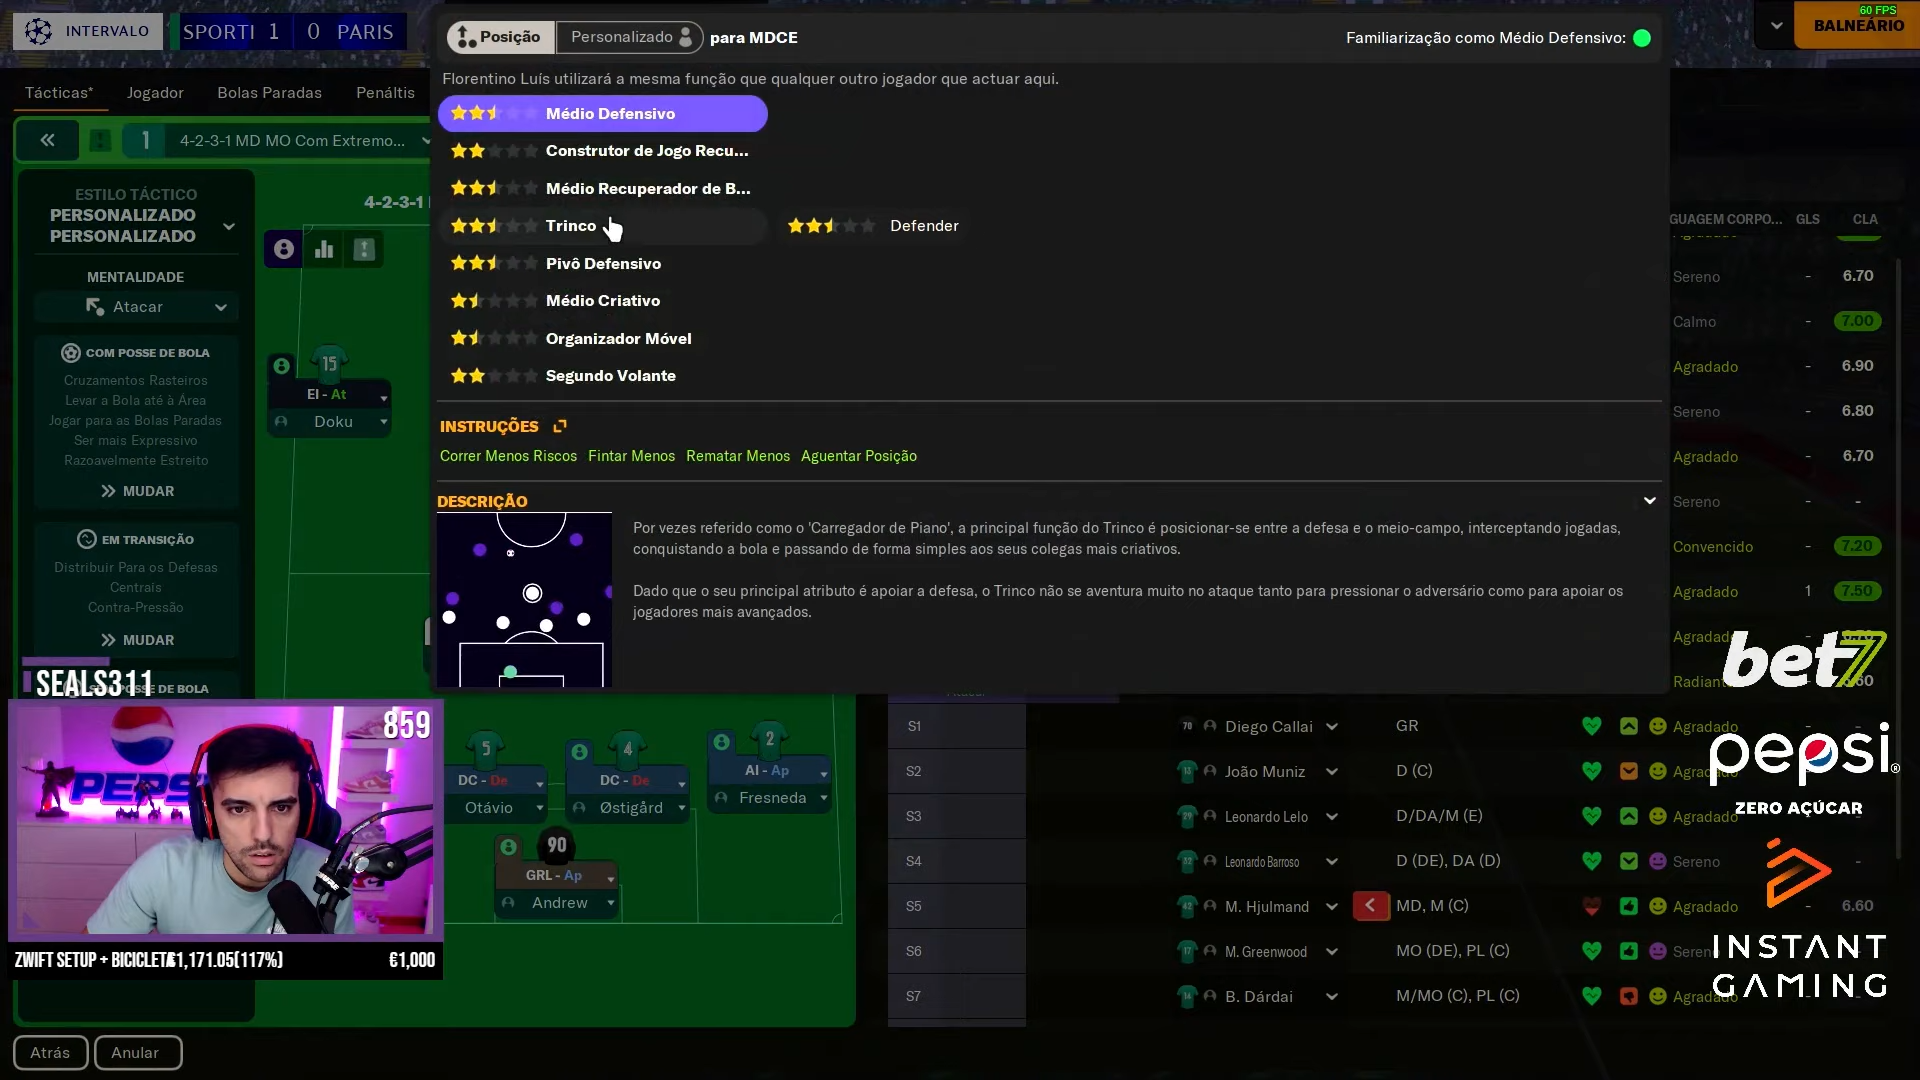 INTERVALO
SPORTI 1 0 PARIS
Posição
Personalizado
para MDCE
Familiarização como Médio Defensivo:
60 FPS
BALNEÁRIO
Florentino Luís utilizará a mesma função que qualquer outro jogador que actuar aqui.
Tácticas*
Jogador
Bolas Paradas
Penáltis
Médio Defensivo
Construtor de Jogo Recu...
Médio Recuperador de B...
Trinco
Defender
Pivô Defensivo
Médio Criativo
Organizador Móvel
Segundo Volante
1
4-2-3-1 MD MO Com Extremo...
ESTILO TÁCTICO
PERSONALIZADO
PERSONALIZADO
4-2-3-1
MENTALIDADE
Atacar
COM POSSE DE BOLA
Cruzamentos Rasteiros
Levar a Bola até à Área
Jogar para as Bolas Paradas
Ser mais Expressivo
Razoavelmente Estreito
MUDAR
EM TRANSIÇÃO
Distribuir Para os Defesas
Centrais
Contra-Pressão
MUDAR
SE DE BOLA
15
EI - At
Doku
INSTRUÇÕES
Correr Menos Riscos Fintar Menos Rematar Menos Aguentar Posição
DESCRIÇÃO
Por vezes referido como o 'Carregador de Piano', a principal função do Trinco é posicionar-se entre a defesa e o meio-campo, interceptando jogadas,
conquistando a bola e passando de forma simples aos seus colegas mais criativos.
Dado que o seu principal atributo é apoiar a defesa, o Trinco não se aventura muito no ataque tanto para pressionar o adversário como para apoiar os
jogadores mais avançados.
GUAGEM CORPO... GLS CLA
Sereno - 6.70
Calmo - 7.00
Agradado - 6.90
Sereno - 6.80
Agradado - 6.70
Sereno - -
Convencido - 7.20
Agradado 1 7.50
Agradado
Radiant
SEALS311
859
PEPS
ZWIFT SETUP + BICICLETA
€1,171.05(117%)
€1,000
5
DC - De
Otávio
4
DC - De
Østigård
2
AI - Ap
Fresneda
90
GRL - Ap
Andrew
S1 70 Diego Callai GR Agradado
S2 João Muniz D (C)
S3 Leonardo Lelo D/DA/M (E) Agradado
S4 Leonardo Barroso D (DE), DA (D) Sereno -
S5 M. Hjulmand MD, M (C) Agradado - 6.60
S6 M. Greenwood MO (DE), PL (C)
S7 B. Dárdai M/MO (C), PL (C)
bet7
pepsi
ZERO AÇÚCAR
INSTANT
GAMING
Atrás
Anular